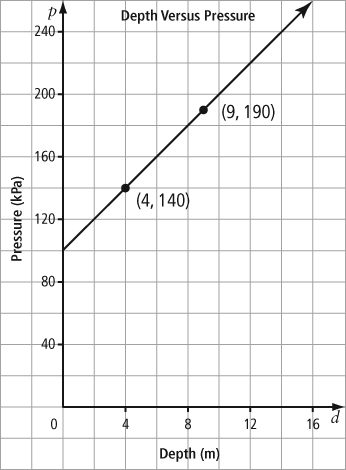 p
Depth Versus Pressure
240
200
(9, 190)
160
(4, 140)
120
80
40
Pressure (kPa)
0
4
8
12
16
d
Depth (m)